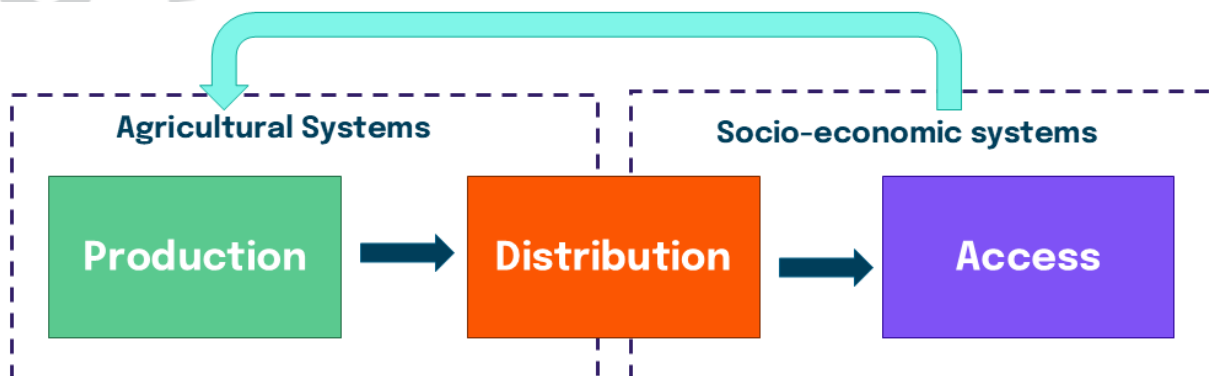 Agricultural Systems
Socio-economic systems
Production
Distribution
Access